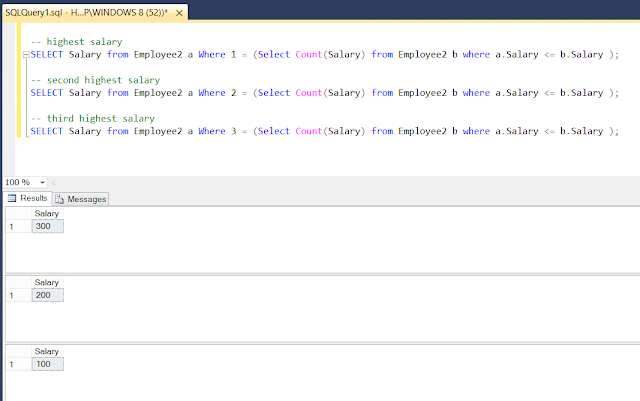 SQLQuery1.sql - H...P\WINDOWS 8 (52))*
-- highest salary
SELECT Salary from Employee2 a Where 1 = (Select Count(Salary) from Employee2 b where a.Salary <= b.Salary );
-- second highest salary
SELECT Salary from Employee2 a Where 2 = (Select Count(Salary) from Employee2 b where a.Salary <= b.Salary );
-- third highest salary
SELECT Salary from Employee2 a Where 3 = (Select Count(Salary) from Employee2 b where a.Salary <= b.Salary );
100 %
Results Messages
Salary
1 300
Salary
1 200
Salary
1 100